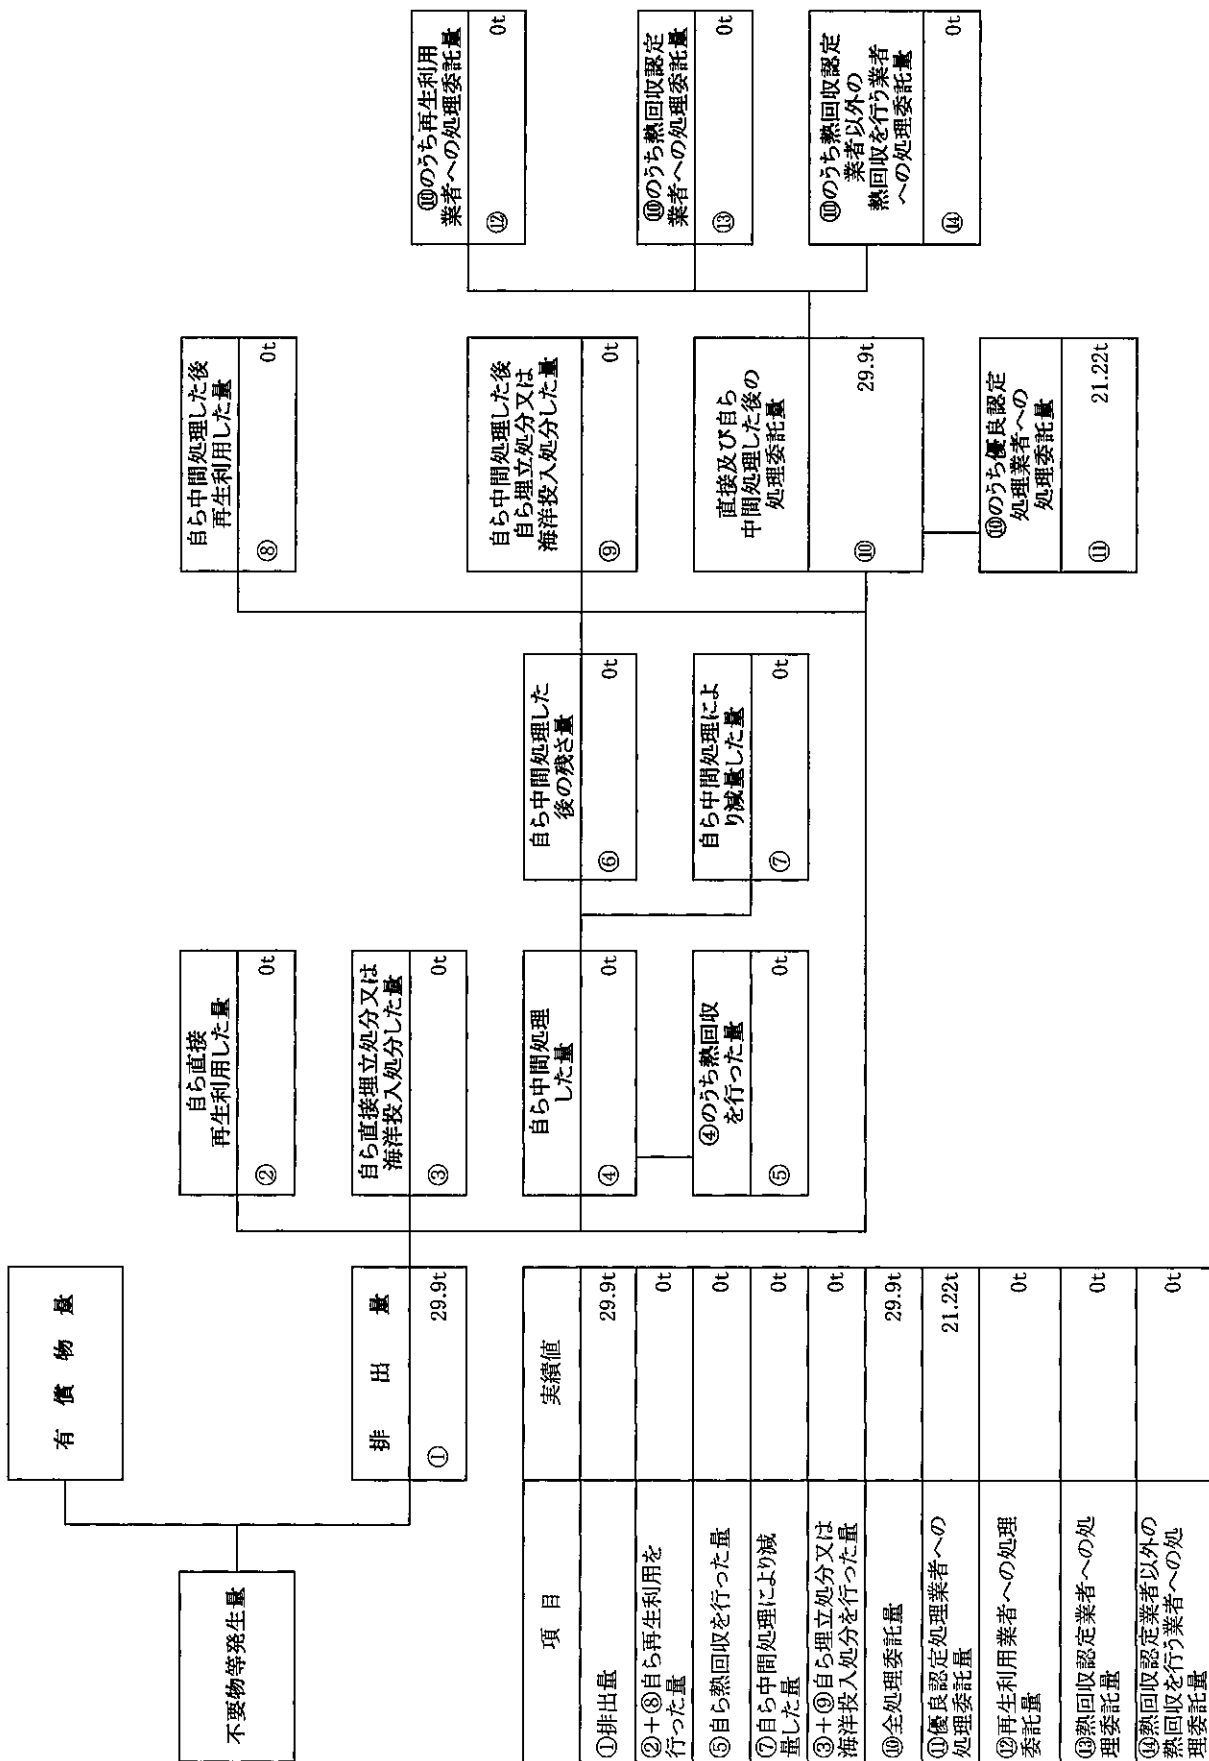 不要物等発生量
有 償 物 量
排 出 量
① 29.9t
自ら直接
再生利用した量
② 0t
自ら直接埋立処分又は
海洋投入処分した量
③ 0t
自ら中間処理
した量
④ 0t
④のうち熱回収
を行った量
⑤ 0t
自ら中間処理した
後の残さ量
⑥ 0t
自ら中間処理によ
り減量した量
⑦ 0t
自ら中間処理した後
再生利用した量
⑧ 0t
自ら中間処理した後
自ら埋立処分又は
海洋投入処分した量
⑨ 0t
直接及び自ら
中間処理した後の
処理委託量
⑩ 29.9t
⑩のうち優良認定
処理業者への
処理委託量
⑪ 21.22t
⑩のうち再生利用
業者への処理委託量
⑫ 0t
⑩のうち熱回収認定
業者への処理委託量
⑬ 0t
⑩のうち熱回収認定
業者以外の
熱回収を行う業者
への処理委託量
⑭ 0t
項 目 実績値
①排出量 29.9t
②+⑧自ら再生利用を
行った量 0t
⑤自ら熱回収を行った量 0t
⑦自ら中間処理により減
量した量 0t
③+⑨自ら埋立処分又は
海洋投入処分を行った量 0t
⑩全処理委託量 29.9t
⑪優良認定処理業者への
処理委託量 21.22t
⑫再生利用業者への処理
委託量 0t
⑬熱回収認定業者への処
理委託量 0t
⑭熱回収認定業者以外の
熱回収を行う業者への処
理委託量 0t